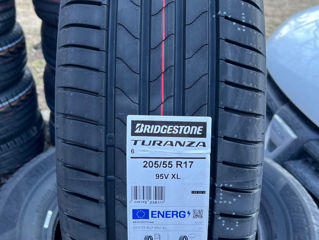 BRIDGESTONE
TURANZA
6
205/55 R17
95V XL
ENERG